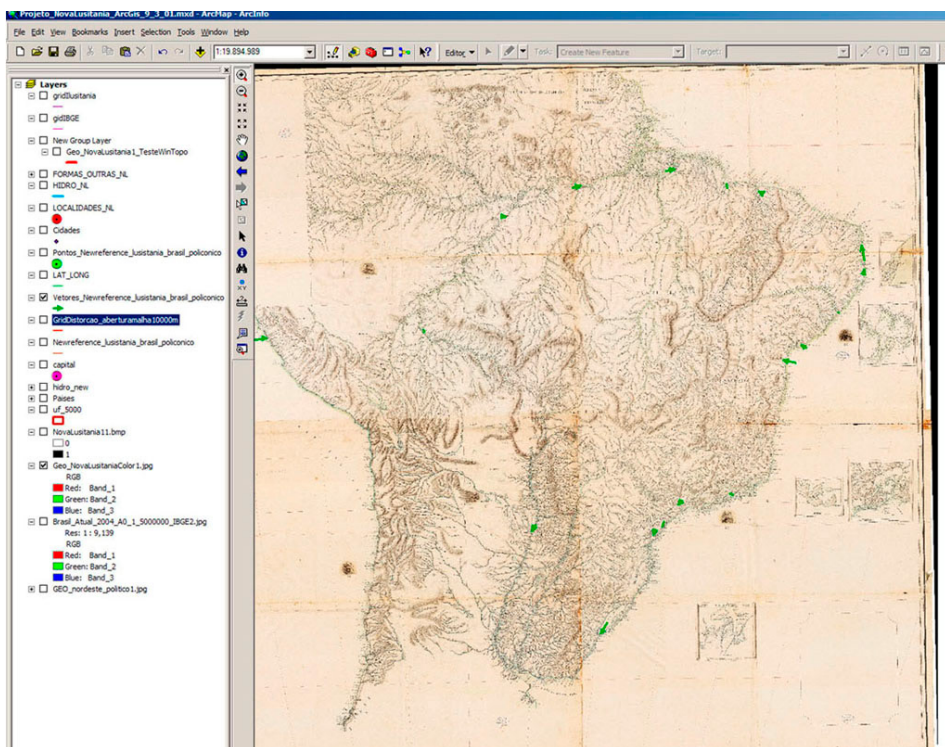 Projeto_NovaLusitania_ArcGis_9_3_01.mxd - ArcMap - ArcInfo
File Edit View Bookmarks Insert Selection Tools Window Help
1:19.894.989 Editor Task: Create New Feature Target:
Layers
gridlusitania
gidIBGE
New Group Layer
Geo_NovaLusitania1_TesteWinTopo
FORMAS_OUTRAS_NL
HIDRO_NL
LOCALIDADES_NL
Cidades
Pontos_Newreference_lusistania_brasil_policonico
LAT_LONG
Vetores_Newreference_lusistania_brasil_policonico
GridDistorcao_aberturamalha10000m
Newreference_lusistania_brasil_policonico
capital
hidro_new
Paises
uf_5000
NovaLusitania11.bmp
0
1
Geo_NovaLusitaniaColor1.jpg
RGB
Red: Band_1
Green: Band_2
Blue: Band_3
Brasil_Atual_2004_A0_1_5000000_IBGE2.jpg
Res: 1 : 9,139
RGB
Red: Band_1
Green: Band_2
Blue: Band_3
GEO_nordeste_politico1.jpg
XY